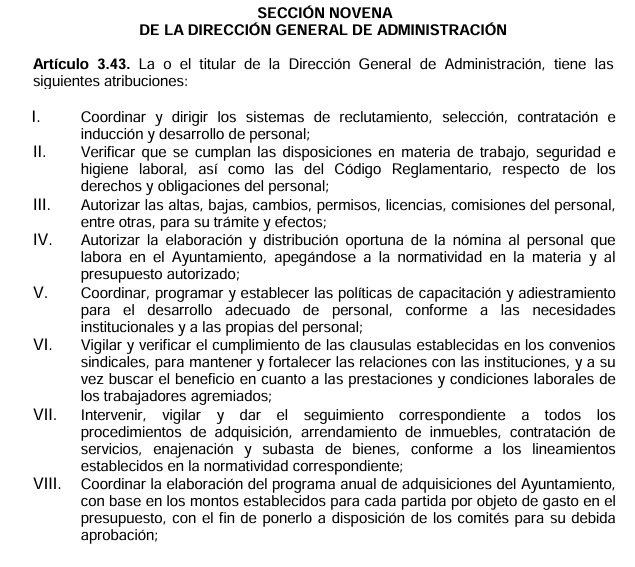 SECCIÓN NOVENA
DE LA DIRECCIÓN GENERAL DE ADMINISTRACIÓN
Artículo 3.43. La o el titular de la Dirección General de Administración, tiene las
siguientes atribuciones:
I. Coordinar y dirigir los sistemas de reclutamiento, selección, contratación e
inducción y desarrollo de personal;
II. Verificar que se cumplan las disposiciones en materia de trabajo, seguridad e
higiene laboral, así como las del Código Reglamentario, respecto de los
derechos y obligaciones del personal;
III. Autorizar las altas, bajas, cambios, permisos, licencias, comisiones del personal,
entre otras, para su trámite y efectos;
IV. Autorizar la elaboración y distribución oportuna de la nómina al personal que
labora en el Ayuntamiento, apegándose a la normatividad en la materia y al
presupuesto autorizado;
V. Coordinar, programar y establecer las políticas de capacitación y adiestramiento
para el desarrollo adecuado de personal, conforme a las necesidades
institucionales y a las propias del personal;
VI. Vigilar y verificar el cumplimiento de las clausulas establecidas en los convenios
sindicales, para mantener y fortalecer las relaciones con las instituciones, y a su
vez buscar el beneficio en cuanto a las prestaciones y condiciones laborales de
los trabajadores agremiados;
VII. Intervenir, vigilar y dar el seguimiento correspondiente a todos los
procedimientos de adquisición, arrendamiento de inmuebles, contratación de
servicios, enajenación y subasta de bienes, conforme a los lineamientos
establecidos en la normatividad correspondiente;
VIII. Coordinar la elaboración del programa anual de adquisiciones del Ayuntamiento,
con base en los montos establecidos para cada partida por objeto de gasto en el
presupuesto, con el fin de ponerlo a disposición de los comités para su debida
aprobación;